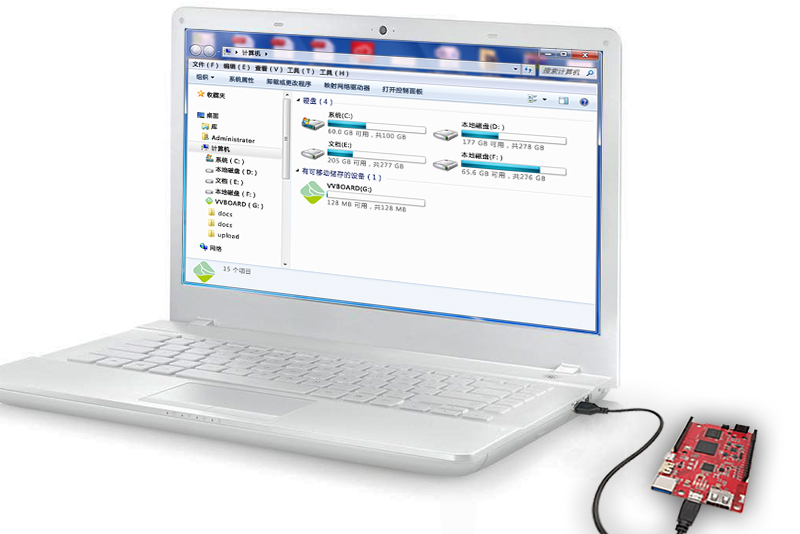 计算机
文件(F) 编辑(E) 查看(V) 工具(T) 工具(H)
搜索计算机
组织 系统属性 卸载或更改程序 映射网络驱动器 打开控制面板
收藏夹
桌面
库
Administrator
计算机
系统(C:)
本地磁盘(D:)
文档(E:)
本地磁盘(F:)
VVBOARD(G:)
docs
docs
upload
网络
硬盘(4)
系统(C:)
60.0 GB 可用,共100 GB
本地磁盘(D:)
177 GB 可用,共278 GB
文档(E:)
205 GB 可用,共277 GB
本地磁盘(F:)
65.6 GB 可用,共276 GB
有可移动储存的设备(1)
VVBOARD(G:)
128 MB 可用,共128 MB
15 个项目